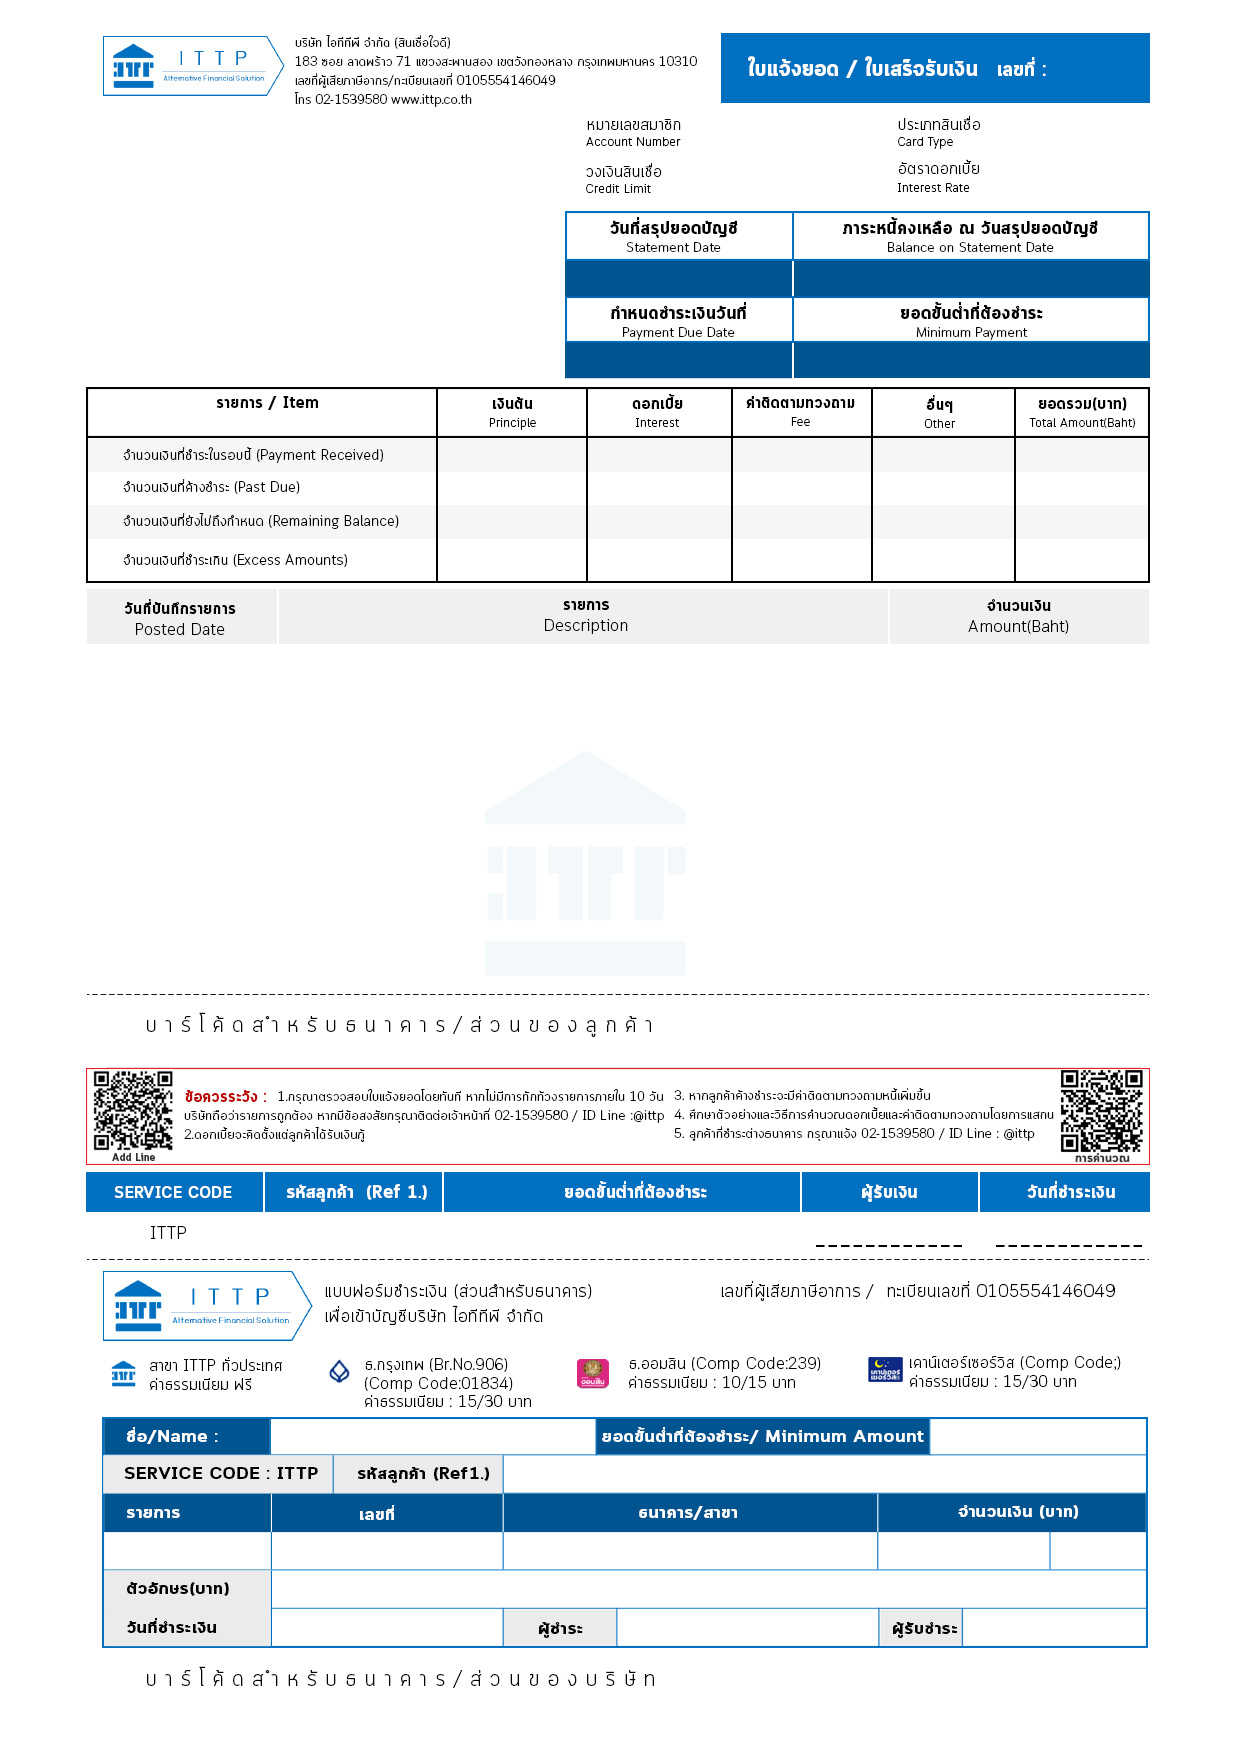 I T T P
Alternative Financial Solution
บริษัท ไอทีทีพี จำกัด (สินเชื่อใจดี)
183 ซอย ลาดพร้าว 71 แขวงสะพานสอง เขตวังทองหลาง กรุงเทพมหานคร 10310
เลขที่ผู้เสียภาษีอากร/ทะเบียนเลขที่ 0105554146049
โทร 02-1539580 www.ittp.co.th
ใบแจ้งยอด / ใบเสร็จรับเงิน เลขที่ :
หมายเลขสมาชิก
Account Number
ประเภทสินเชื่อ
Card Type
วงเงินสินเชื่อ
Credit Limit
อัตราดอกเบี้ย
Interest Rate
วันที่สรุปยอดบัญชี
Statement Date
ภาระหนี้คงเหลือ ณ วันสรุปยอดบัญชี
Balance on Statement Date
กำหนดชำระเงินวันที่
Payment Due Date
ยอดขั้นต่ำที่ต้องชำระ
Minimum Payment
รายการ / Item
เงินต้น
Principle
ดอกเบี้ย
Interest
ค่าติดตามทวงถาม
Fee
อื่นๆ
Other
ยอดรวม(บาท)
Total Amount(Baht)
จำนวนเงินที่ชำระในรอบนี้ (Payment Received)
จำนวนเงินที่ค้างชำระ (Past Due)
จำนวนเงินที่ยังไม่ถึงกำหนด (Remaining Balance)
จำนวนเงินที่ชำระเกิน (Excess Amounts)
วันที่บันทึกรายการ
Posted Date
รายการ
Description
จำนวนเงิน
Amount(Baht)
บาร์โค้ดสำหรับธนาคาร/ส่วนของลูกค้า
Add Line
ข้อควรระวัง : 1.กรุณาตรวจสอบใบแจ้งยอดโดยทันที หากไม่มีการทักท้วงรายการภายใน 10 วัน
บริษัทถือว่ารายการถูกต้อง หากมีข้อสงสัยกรุณาติดต่อเจ้าหน้าที่ 02-1539580 / ID Line :@ittp
2.ดอกเบี้ยจะคิดตั้งแต่ลูกค้าได้รับเงินกู้
3. หากลูกค้าค้างชำระจะมีค่าติดตามทวงถามหนี้เพิ่มขึ้น
4. ศึกษาตัวอย่างและวิธีการคำนวณดอกเบี้ยและค่าติดตามทวงถามโดยการแสกน
5. ลูกค้าที่ชำระต่างธนาคาร กรุณาแจ้ง 02-1539580 / ID Line : @ittp
การคำนวณ
SERVICE CODE
รหัสลูกค้า (Ref 1.)
ยอดขั้นต่ำที่ต้องชำระ
ผู้รับเงิน
วันที่ชำระเงิน
ITTP
I T T P
Alternative Financial Solution
แบบฟอร์มชำระเงิน (ส่วนสำหรับธนาคาร)
เพื่อเข้าบัญชีบริษัท ไอทีทีพี จำกัด
เลขที่ผู้เสียภาษีอาการ / ทะเบียนเลขที่ 0105554146049
สาขา ITTP ทั่วประเทศ
ค่าธรรมเนียม ฟรี
ธ.กรุงเทพ (Br.No.906)
(Comp Code:01834)
ค่าธรรมเนียม : 15/30 บาท
ออมสิน
ธ.ออมสิน (Comp Code:239)
ค่าธรรมเนียม : 10/15 บาท
เคาน์เตอร์
เซอร์วิส
เคาน์เตอร์เซอร์วิส (Comp Code;)
ค่าธรรมเนียม : 15/30 บาท
ชื่อ/Name :
ยอดขั้นต่ำที่ต้องชำระ/ Minimum Amount
SERVICE CODE : ITTP
รหัสลูกค้า (Ref1.)
รายการ
เลขที่
ธนาคาร/สาขา
จำนวนเงิน (บาท)
ตัวอักษร(บาท)
วันที่ชำระเงิน
ผู้ชำระ
ผู้รับชำระ
บาร์โค้ดสำหรับธนาคาร/ส่วนของบริษัท